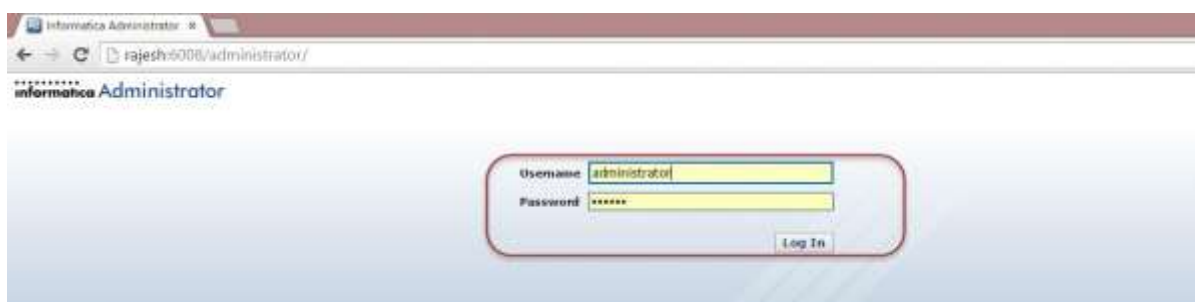 Informatica Administrator ×
rajesh:6008/administrator/
informatica Administrator
Username administrator
Password ••••••
Log In